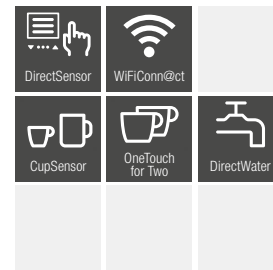 DirectSensor
WiFiConn@ct
CupSensor
OneTouch
for Two
DirectWater